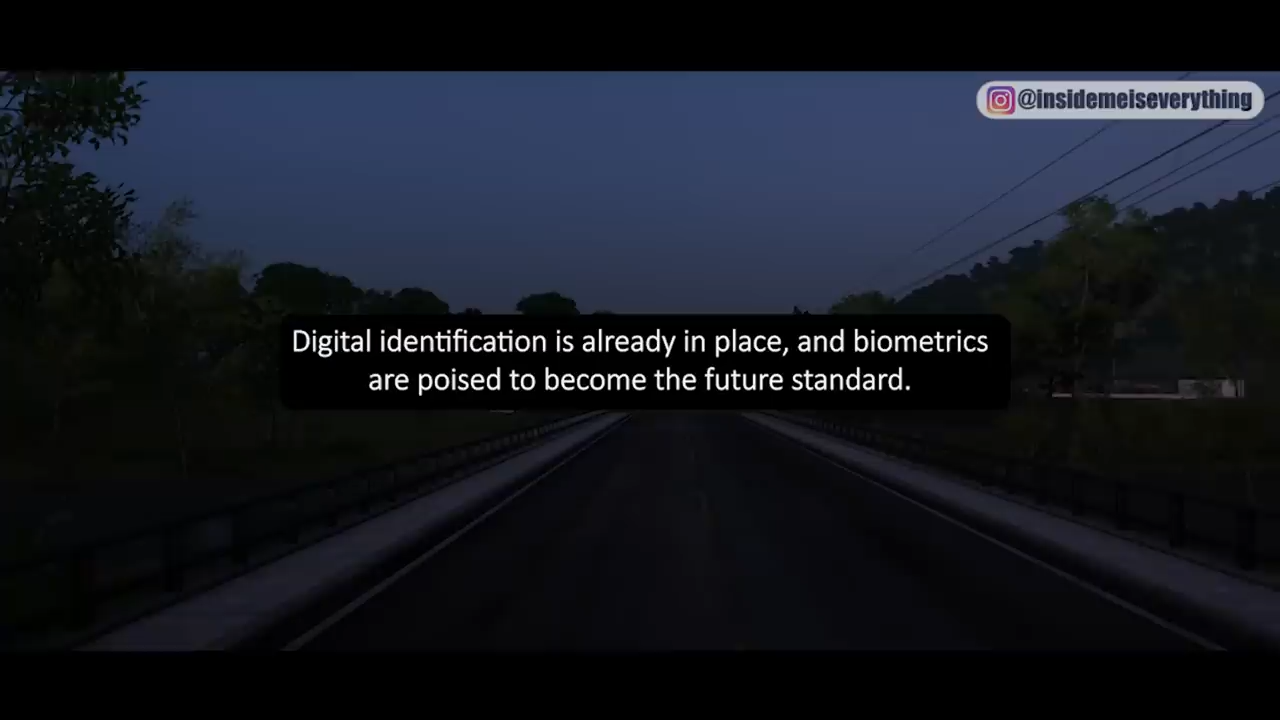 @insidemeiseverything
Digital identification is already in place, and biometrics
are poised to become the future standard.